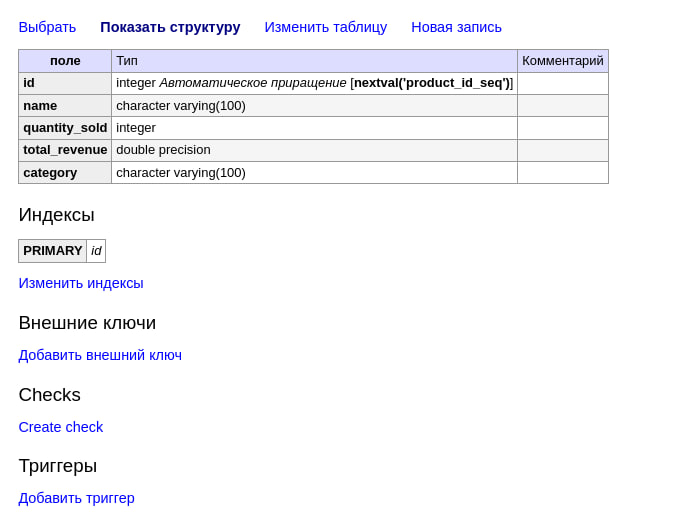 Выбрать Показать структуру Изменить таблицу Новая запись
поле Тип Комментарий
id integer Автоматическое приращение [nextval('product_id_seq')]
name character varying(100)
quantity_sold integer
total_revenue double precision
category character varying(100)
Индексы
PRIMARY id
Изменить индексы
Внешние ключи
Добавить внешний ключ
Checks
Create check
Триггеры
Добавить триггер